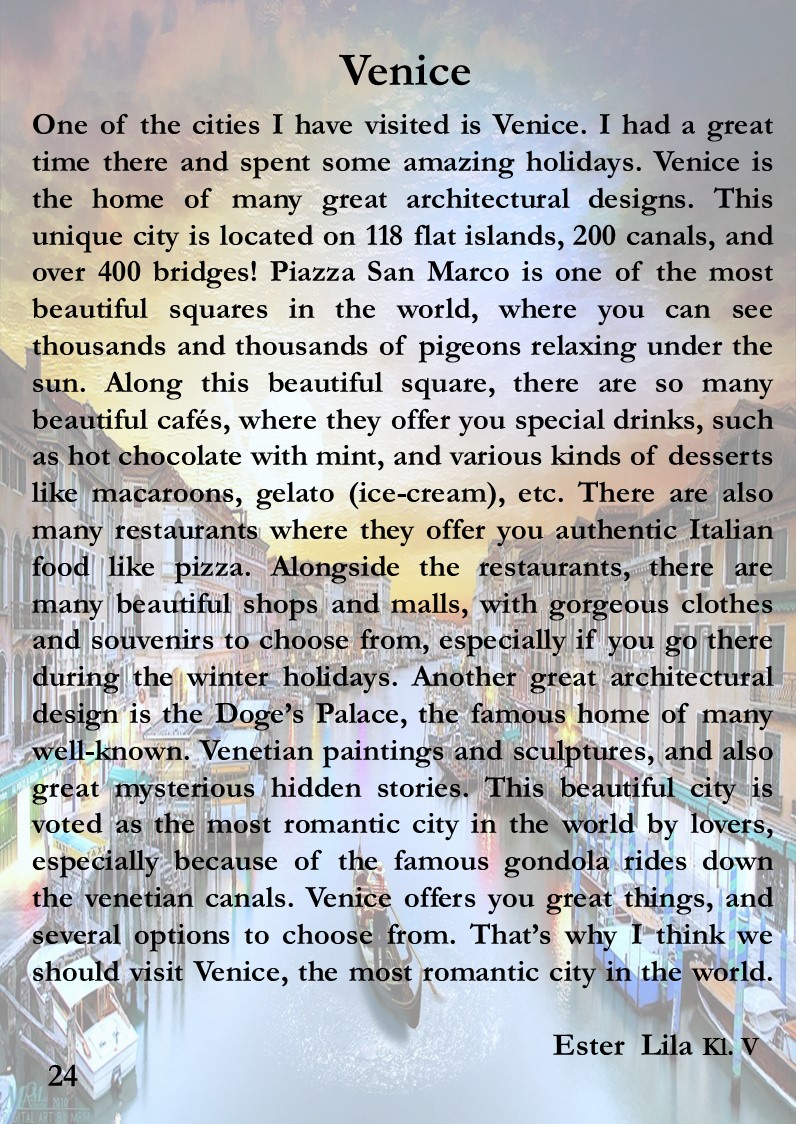 Venice
One of the cities I have visited is Venice. I had a great
time there and spent some amazing holidays. Venice is
the home of many great architectural designs. This
unique city is located on 118 flat islands, 200 canals, and
over 400 bridges! Piazza San Marco is one of the most
beautiful squares in the world, where you can see
thousands and thousands of pigeons relaxing under the
sun. Along this beautiful square, there are so many
beautiful cafés, where they offer you special drinks, such
as hot chocolate with mint, and various kinds of desserts
like macaroons, gelato (ice-cream), etc. There are also
many restaurants where they offer you authentic Italian
food like pizza. Alongside the restaurants, there are
many beautiful shops and malls, with gorgeous clothes
and souvenirs to choose from, especially if you go there
during the winter holidays. Another great architectural
design is the Doge's Palace, the famous home of many
well-known. Venetian paintings and sculptures, and also
great mysterious hidden stories. This beautiful city is
voted as the most romantic city in the world by lovers,
especially because of the famous gondola rides down
the venetian canals. Venice offers you great things, and
several options to choose from. That's why I think we
should visit Venice, the most romantic city in the world.
Ester Lila Kl. V
24